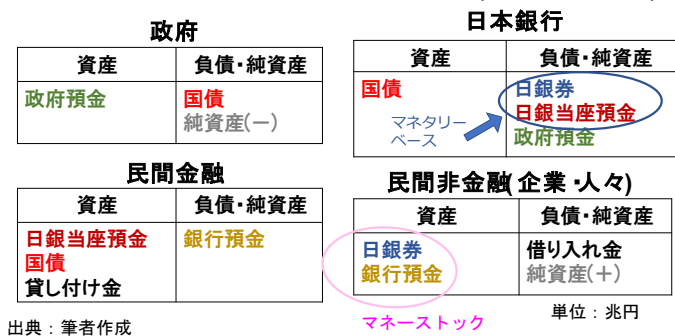 政府
資産 負債・純資産
政府預金 国債
純資産(－)
日本銀行
資産 負債・純資産
国債 日銀券
日銀当座預金
政府預金
マネタリー
ベース
民間金融
資産 負債・純資産
日銀当座預金 銀行預金
国債
貸し付け金
民間非金融(企業・人々)
資産 負債・純資産
日銀券 借り入れ金
銀行預金 純資産(＋)
出典：筆者作成
マネーストック
単位：兆円